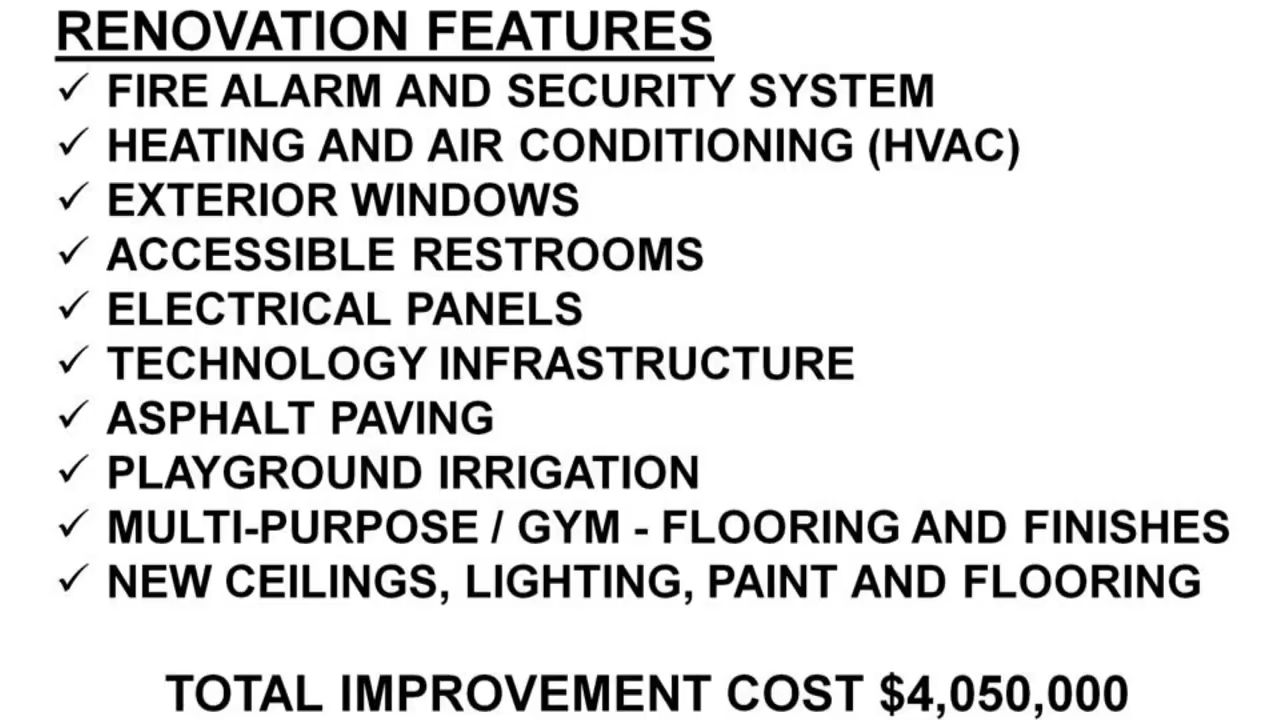 RENOVATION FEATURES
✓ FIRE ALARM AND SECURITY SYSTEM
✓ HEATING AND AIR CONDITIONING (HVAC)
✓ EXTERIOR WINDOWS
✓ ACCESSIBLE RESTROOMS
✓ ELECTRICAL PANELS
✓ TECHNOLOGY INFRASTRUCTURE
✓ ASPHALT PAVING
✓ PLAYGROUND IRRIGATION
✓ MULTI-PURPOSE / GYM - FLOORING AND FINISHES
✓ NEW CEILINGS, LIGHTING, PAINT AND FLOORING
TOTAL IMPROVEMENT COST $4,050,000